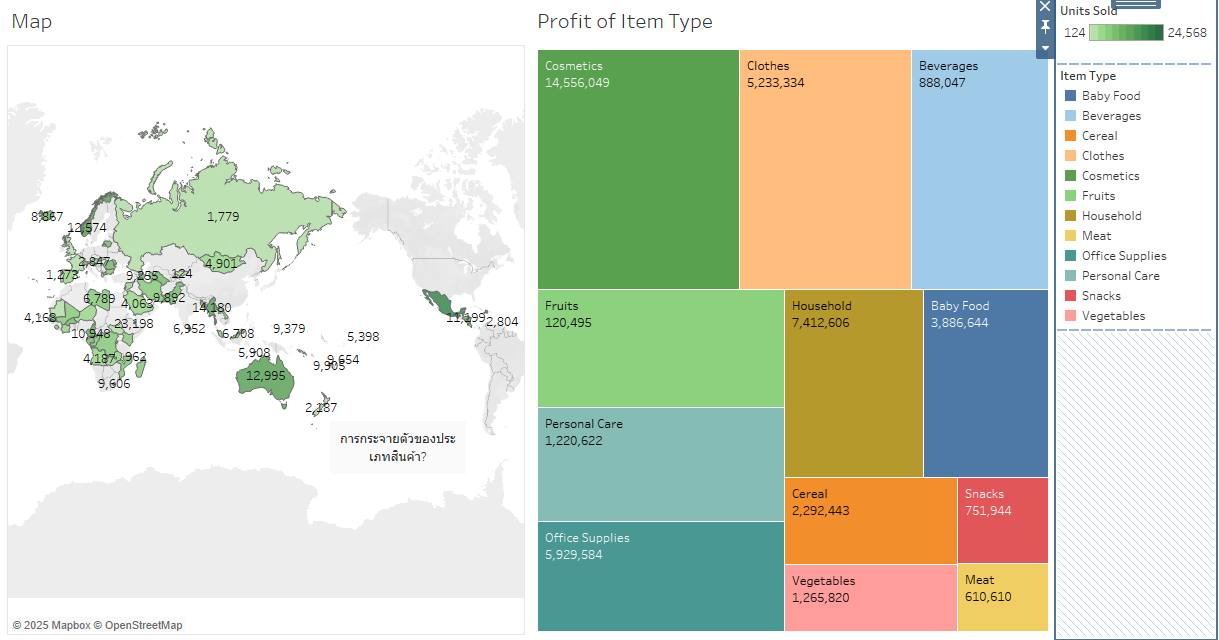 Map
8,867
12,574
1,779
2,847
1,273
9,255
124
4,901
6,789
4,063
9,892
14,180
4,168
23,198
10,948
6,952
6,708
9,379
5,398
11,199
2,804
4,187
962
5,908
9,654
9,905
9,606
12,995
2,187
การกระจายตัวของประ
เภทสินค้า?
© 2025 Mapbox © OpenStreetMap
Profit of Item Type
Cosmetics
14,556,049
Clothes
5,233,334
Beverages
888,047
Fruits
120,495
Household
7,412,606
Baby Food
3,886,644
Personal Care
1,220,622
Office Supplies
5,929,584
Cereal
2,292,443
Snacks
751,944
Vegetables
1,265,820
Meat
610,610
Units Sold
124 24,568
Item Type
Baby Food
Beverages
Cereal
Clothes
Cosmetics
Fruits
Household
Meat
Office Supplies
Personal Care
Snacks
Vegetables